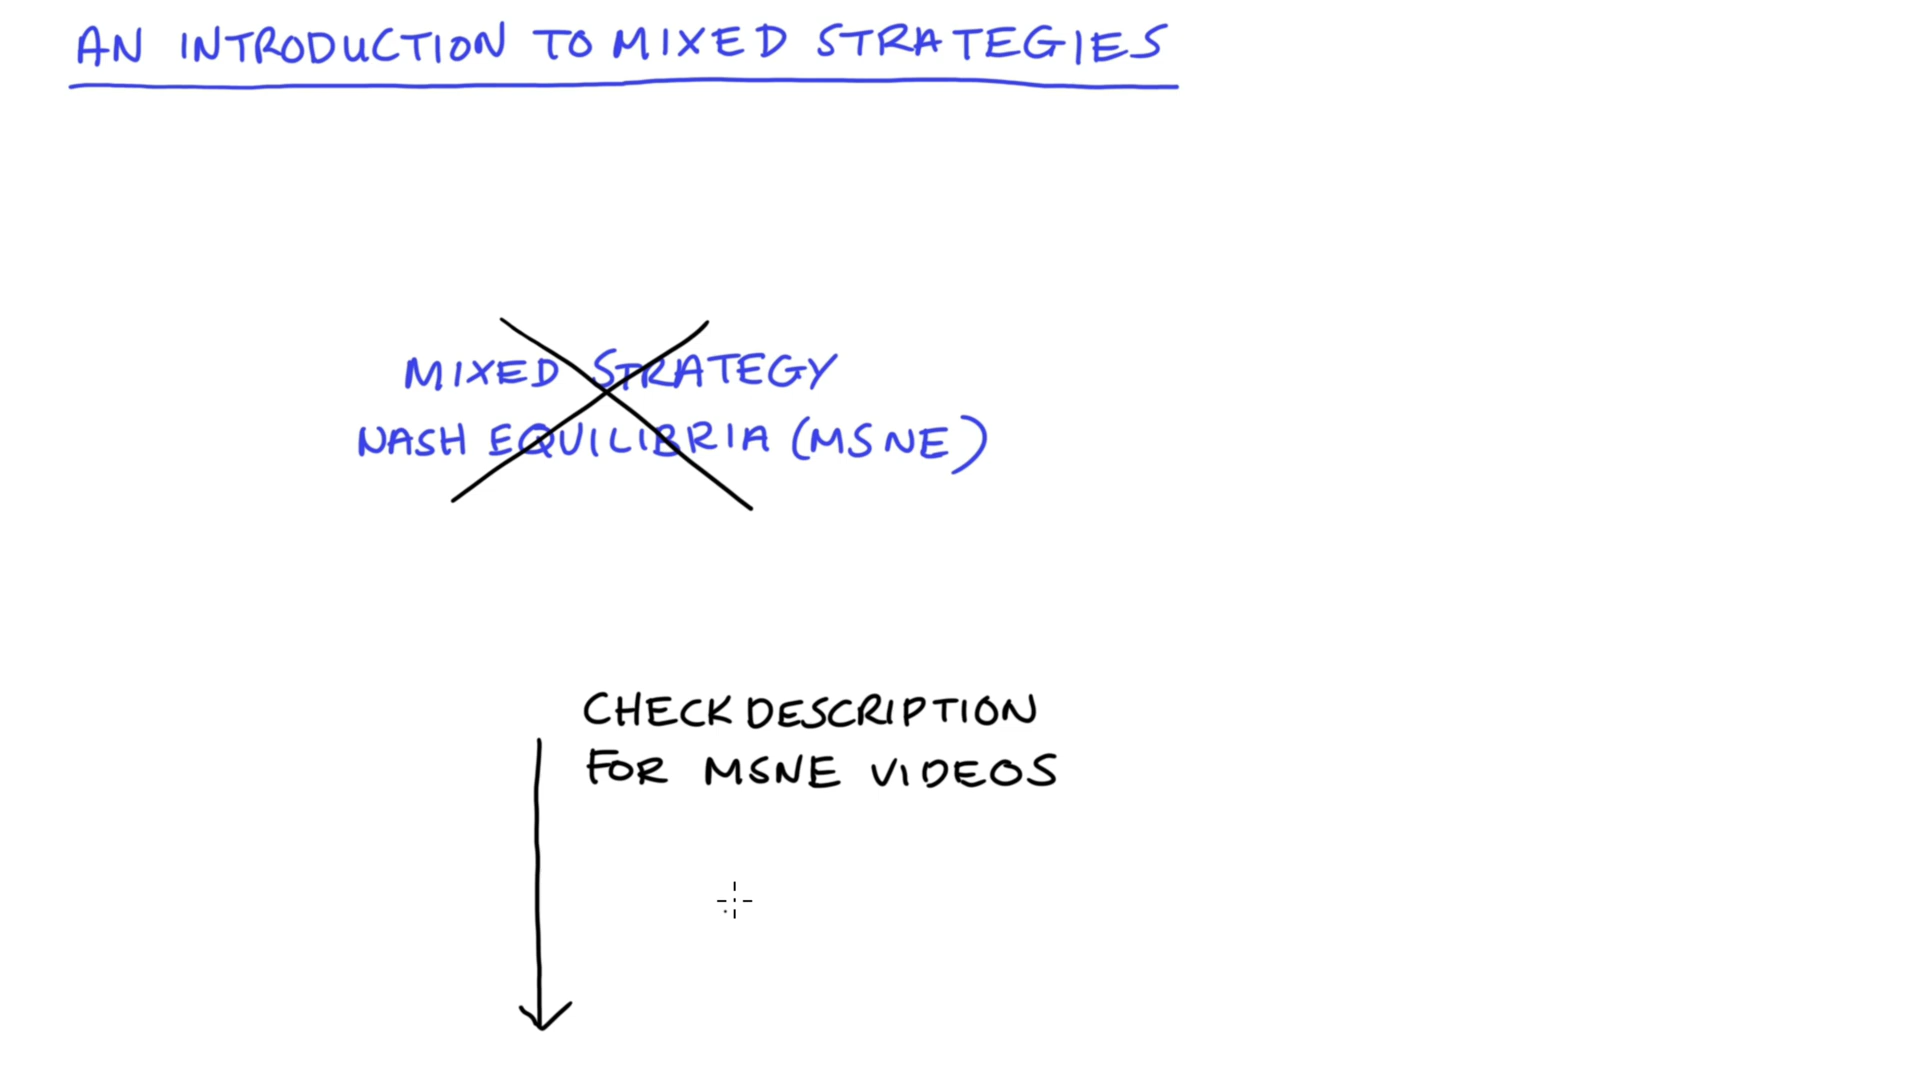 AN INTRODUCTION TO MIXED STRATEGIES
MIXED STRATEGY
NASH EQUILIBRIA (MSNE)
CHECK DESCRIPTION
FOR MSNE VIDEOS